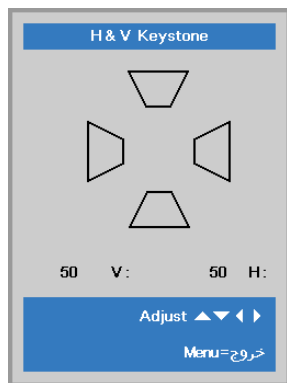 H & V Keystone
50 V: 50 H:
Adjust ▲▼◀▶
خروج=Menu